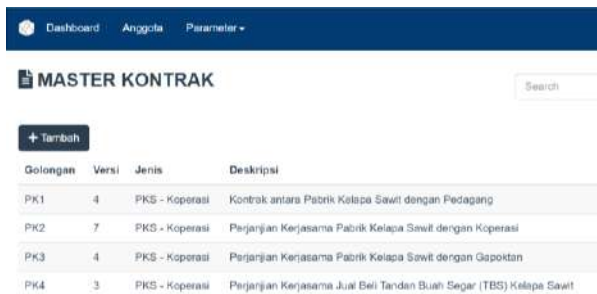 Dashboard Anggota Parameter
MASTER KONTRAK
Search
+ Tambah
Golongan Versi Jenis Deskripsi
PK1 4 PKS - Koperasi Kontrak antara Pabrik Kelapa Sawit dengan Pedagang
PK2 7 PKS - Koperasi Perjanjian Kerjasama Pabrik Kelapa Sawit dengan Koperasi
PK3 4 PKS - Koperasi Perjanjian Kerjasama Pabrik Kelapa Sawit dengan Gapoktan
PK4 3 PKS - Koperasi Perjanjian Kerjasama Jual Beli Tandan Buah Segar (TBS) Kelapa Sawit